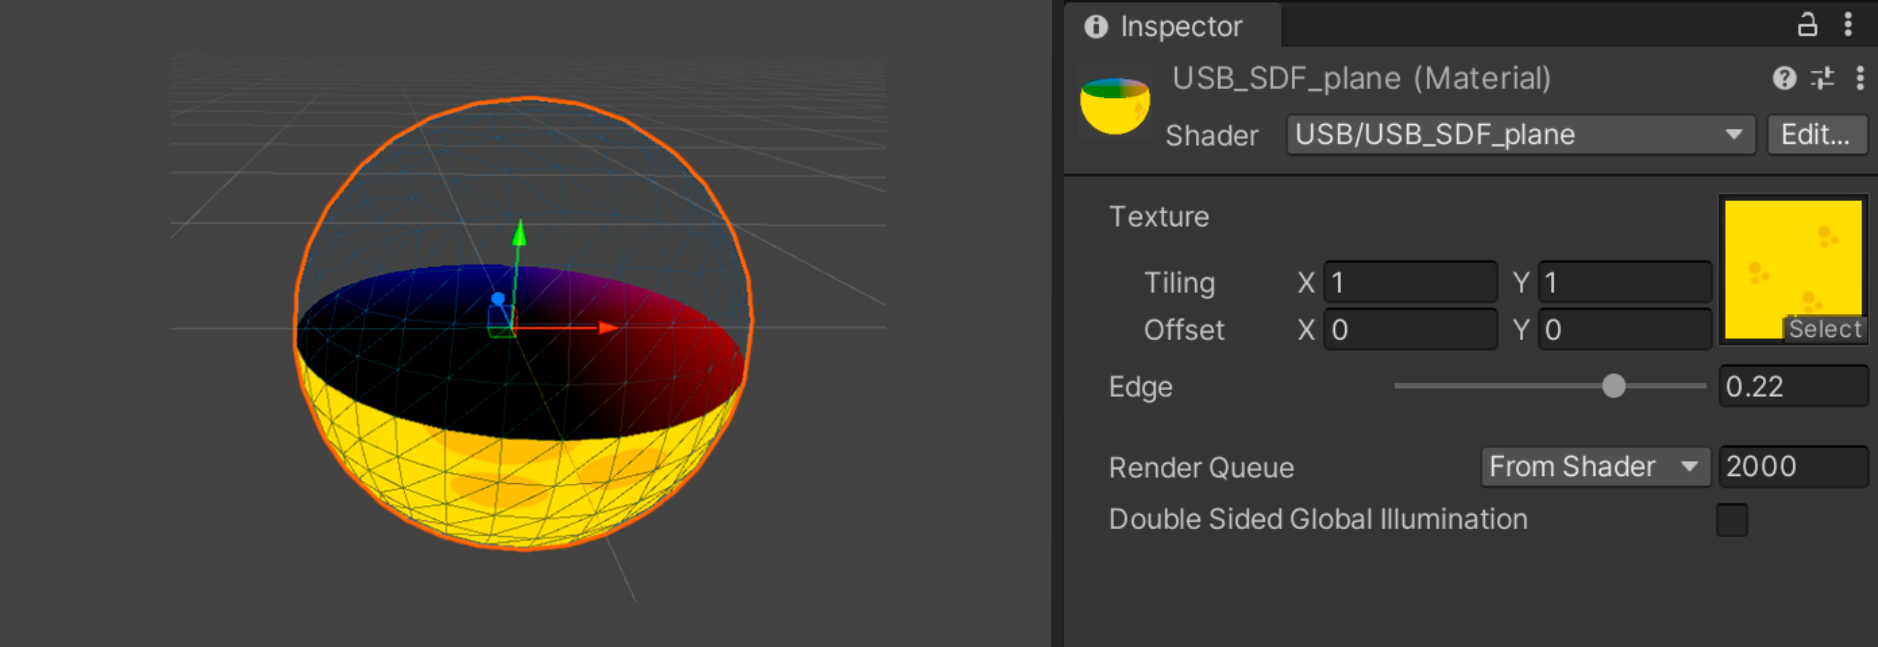 Inspector
USB_SDF_plane (Material)
Shader USB/USB_SDF_plane Edit...
Texture
Tiling X 1 Y 1
Offset X 0 Y 0
Select
Edge 0.22
Render Queue From Shader 2000
Double Sided Global Illumination